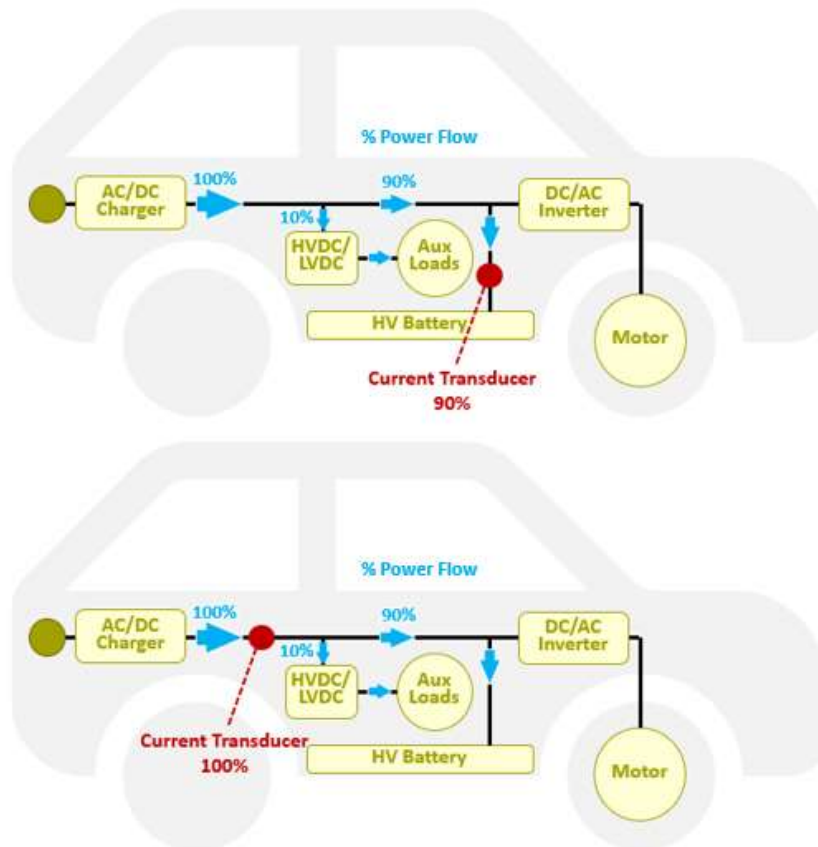 % Power Flow
AC/DC
Charger
100%
90%
DC/AC
Inverter
10%
HVDC/
LVDC
Aux
Loads
HV Battery
Motor
Current Transducer
90%
% Power Flow
AC/DC
Charger
100%
90%
DC/AC
Inverter
10%
HVDC/
LVDC
Aux
Loads
Current Transducer
100%
HV Battery
Motor